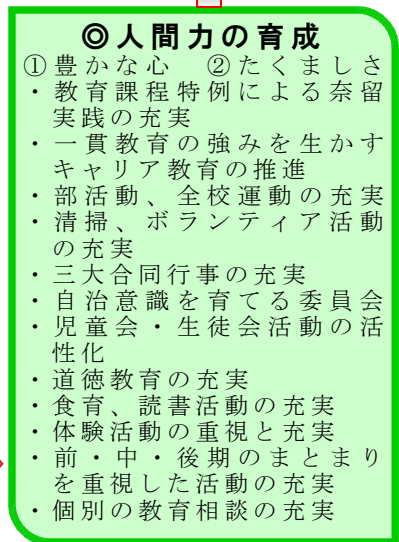 ◎人間力の育成
①豊かな心　②たくましさ
・教育課程特例による奈留
実践の充実
・一貫教育の強みを生かす
キャリア教育の推進
・部活動、全校運動の充実
・清掃、ボランティア活動
の充実
・三大合同行事の充実
・自治意識を育てる委員会
・児童会・生徒会活動の活
性化
・道徳教育の充実
・食育、読書活動の充実
・体験活動の重視と充実
・前・中・後期のまとまり
を重視した活動の充実
・個別の教育相談の充実